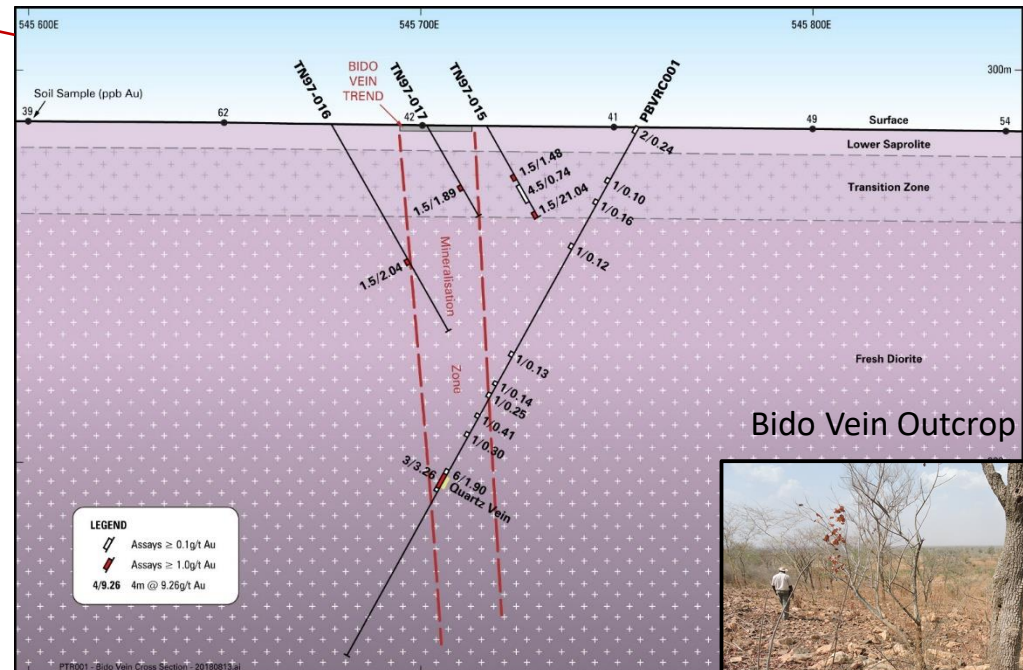 545 600E
545 700E
545 800E
300m
TN97-016
BIDO
VEIN
TREND
TN97-017
TN97-015
PBVRC001
Soil Sample (ppb Au)
39
62
42
41
49
54
Surface
2/0.24
Lower Saprolite
1.5/1.48
4.5/0.74
1.5/21.04
1/0.10
1/0.16
Transition Zone
1.5/1.89
1/0.12
Mineralisation
Zone
1.5/2.04
1/0.13
Fresh Diorite
1/0.14
1/0.25
1/0.41
1/0.30
3/3.26
6/1.90
Quartz Vein
Bido Vein Outcrop
LEGEND
Assays ≥ 0.1g/t Au
Assays ≥ 1.0g/t Au
4/9.26 4m @ 9.26g/t Au
PTR001 - Bido Vein Cross Section - 20180813.ai